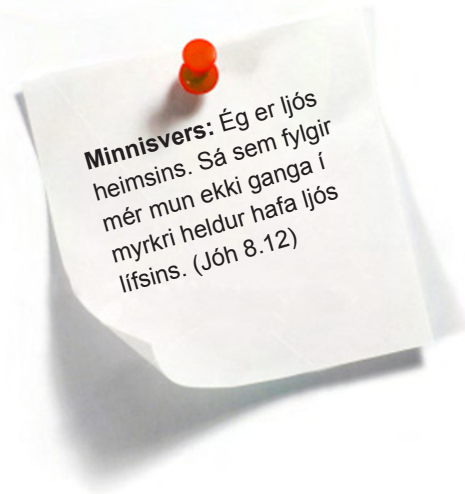 Minnisvers: Ég er ljós
heimsins. Sá sem fylgir
mér mun ekki ganga í
myrkri heldur hafa ljós
lífsins. (Jóh 8.12)